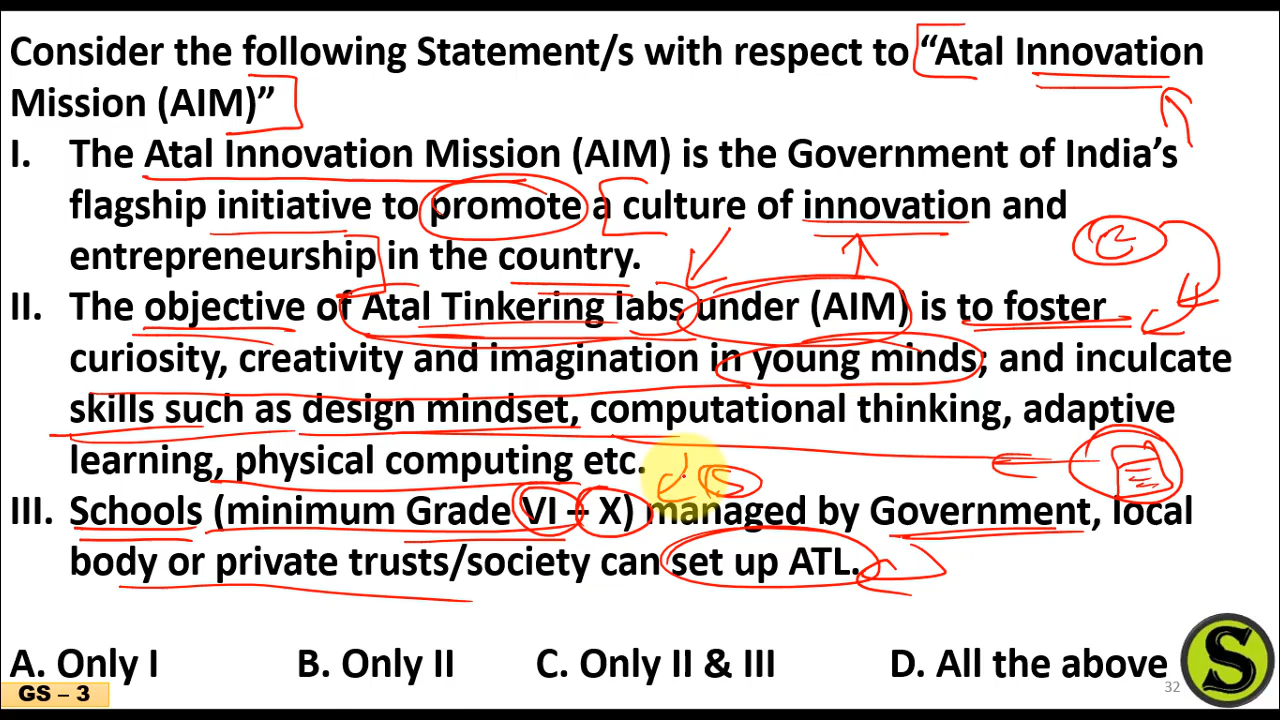 Consider the following Statement/s with respect to “Atal Innovation
Mission (AIM)”
I. The Atal Innovation Mission (AIM) is the Government of India’s
flagship initiative to promote a culture of innovation and
entrepreneurship in the country.
II. The objective of Atal Tinkering labs under (AIM) is to foster
curiosity, creativity and imagination in young minds; and inculcate
skills such as design mindset, computational thinking, adaptive
learning, physical computing etc.
III. Schools (minimum Grade VI – X) managed by Government, local
body or private trusts/society can set up ATL.
A. Only I B. Only II C. Only II & III D. All the above
GS – 3
32
S